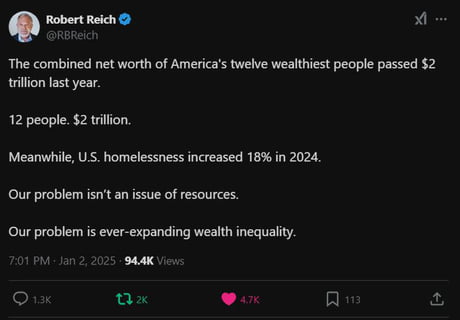 Robert Reich
@RBReich
The combined net worth of America's twelve wealthiest people passed $2
trillion last year.
12 people. $2 trillion.
Meanwhile, U.S. homelessness increased 18% in 2024.
Our problem isn't an issue of resources.
Our problem is ever-expanding wealth inequality.
7:01 PM · Jan 2, 2025 · 94.4K Views
1.3K 2K 4.7K 113